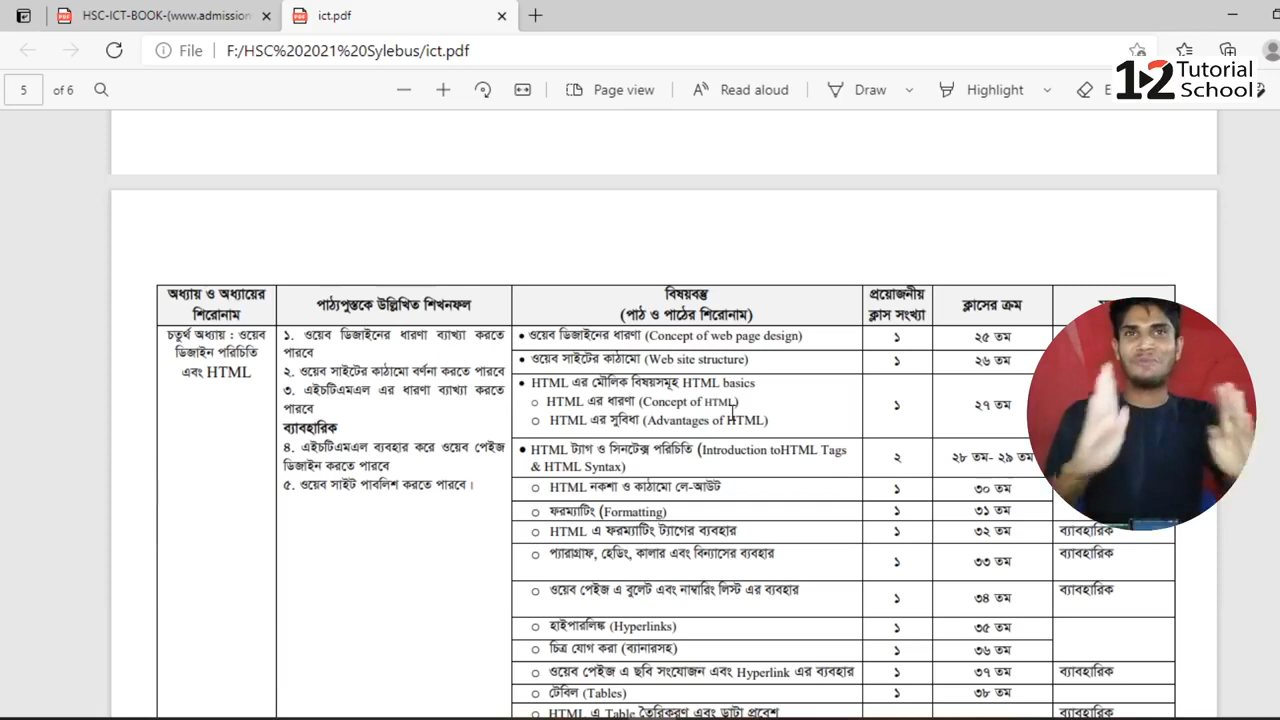 HSC-ICT-BOOK-(www.admission
ict.pdf
File
F:/HSC%202021%20Sylebus/ict.pdf
12 Tutorial School
5
of 6
Page view
Read aloud
Draw
Highlight
অধ্যায় ও অধ্যায়ের শিরোনাম
পাঠ্যপুস্তকে উল্লিখিত শিখনফল
বিষয়বস্তু
(পাঠ ও পাঠের শিরোনাম)
প্রয়োজনীয় ক্লাস সংখ্যা
ক্লাসের ক্রম
চতুর্থ অধ্যায় : ওয়েব
ডিজাইন পরিচিতি
এবং HTML
১. ওয়েব ডিজাইনের ধারণা ব্যাখ্যা করতে
পারবে
২. ওয়েব সাইটের কাঠামো বর্ণনা করতে পারবে
৩. এইচটিএমএল এর ধারণা ব্যাখ্যা করতে
পারবে
ব্যাবহারিক
৪. এইচটিএমএল ব্যবহার করে ওয়েব পেইজ
ডিজাইন করতে পারবে
৫. ওয়েব সাইট পাবলিশ করতে পারবে।
• ওয়েব ডিজাইনের ধারণা (Concept of web page design) ১ ২৫ তম
• ওয়েব সাইটের কাঠামো (Web site structure) ১ ২৬ তম
• HTML এর মৌলিক বিষয়সমূহ HTML basics
o HTML এর ধারণা (Concept of HTML) ১ ২৭ তম
o HTML এর সুবিধা (Advantages of HTML)
• HTML ট্যাগ ও সিনটেক্স পরিচিতি (Introduction toHTML Tags ২ ২৮ তম- ২৯ তম
& HTML Syntax)
o HTML নকশা ও কাঠামো লে-আউট ১ ৩০ তম
o ফরম্যাটিং (Formatting) ১ ৩১ তম
o HTML এ ফরম্যাটিং ট্যাগের ব্যবহার ১ ৩২ তম ব্যাবহারিক
o প্যারাগ্রাফ, হেডিং, কালার এবং বিন্যাসের ব্যবহার ১ ৩৩ তম ব্যাবহারিক
o ওয়েব পেইজ এ বুলেট এবং নাম্বারিং লিস্ট এর ব্যবহার ১ ৩৪ তম ব্যাবহারিক
o হাইপারলিঙ্ক (Hyperlinks) ১ ৩৫ তম
o চিত্র যোগ করা (ব্যানারসহ) ১ ৩৬ তম
o ওয়েব পেইজ এ ছবি সংযোজন এবং Hyperlink এর ব্যবহার ১ ৩৭ তম ব্যাবহারিক
o টেবিল (Tables) ১ ৩৮ তম
o HTML এ Table তৈরিকরণ এবং ডাটা প্রবেশ ব্যাবহারিক